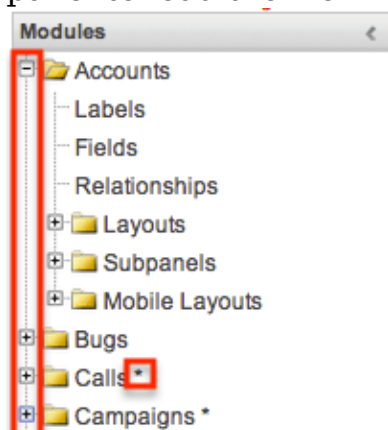 Modules
Accounts
Labels
Fields
Relationships
Layouts
Subpanels
Mobile Layouts
Bugs
Calls *
Campaigns *